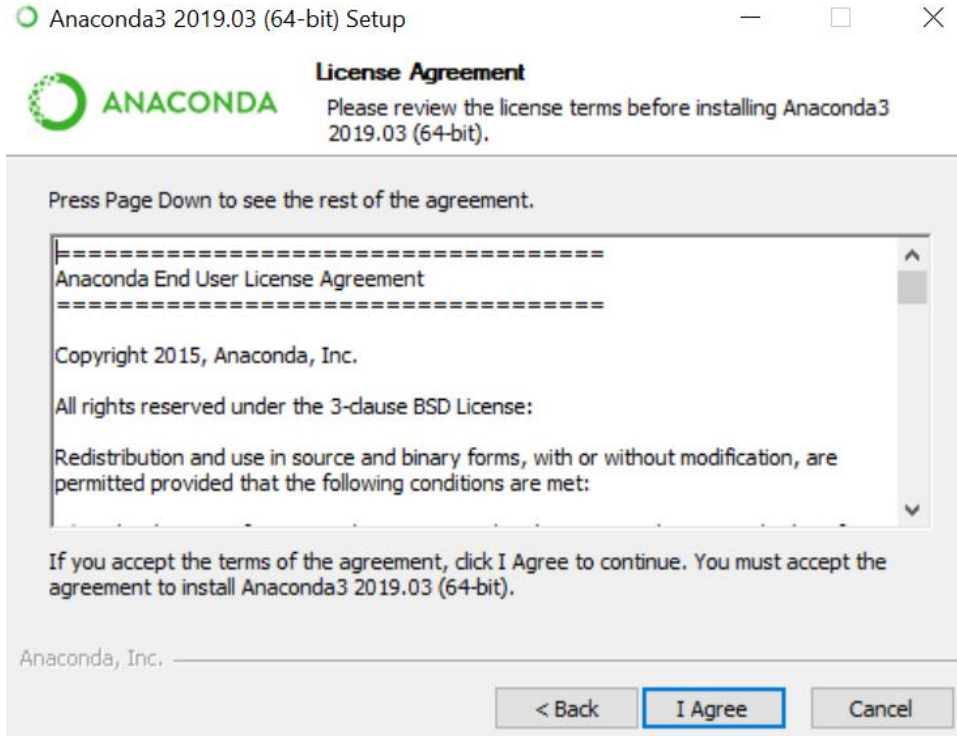 Anaconda3 2019.03 (64-bit) Setup
ANACONDA
License Agreement
Please review the license terms before installing Anaconda3
2019.03 (64-bit).
Press Page Down to see the rest of the agreement.
===================================
Anaconda End User License Agreement
===================================
Copyright 2015, Anaconda, Inc.
All rights reserved under the 3-clause BSD License:
Redistribution and use in source and binary forms, with or without modification, are
permitted provided that the following conditions are met:
If you accept the terms of the agreement, click I Agree to continue. You must accept the
agreement to install Anaconda3 2019.03 (64-bit).
Anaconda, Inc.
< Back
I Agree
Cancel